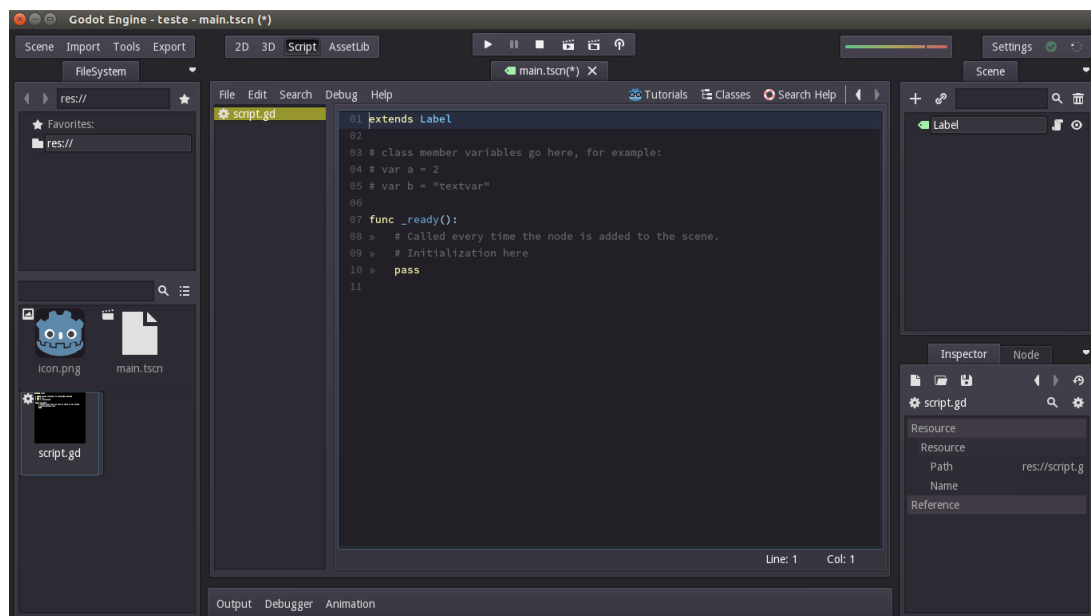 Godot Engine - teste - main.tscn (*)
Scene Import Tools Export 2D 3D Script AssetLib Settings
FileSystem
main.tscn(*)
Scene
res://
Favorites:
res://
icon.png
main.tscn
script.gd
File Edit Search Debug Help Tutorials Classes Search Help
script.gd
01 extends Label
02
03 # class member variables go here, for example:
04 # var a = 2
05 # var b = "textvar"
06
07 func _ready():
08 » # Called every time the node is added to the scene.
09 » # Initialization here
10 » pass
11
Line: 1 Col: 1
Output Debugger Animation
Label
Inspector Node
script.gd
Resource
Resource
Path res://script.g
Name
Reference